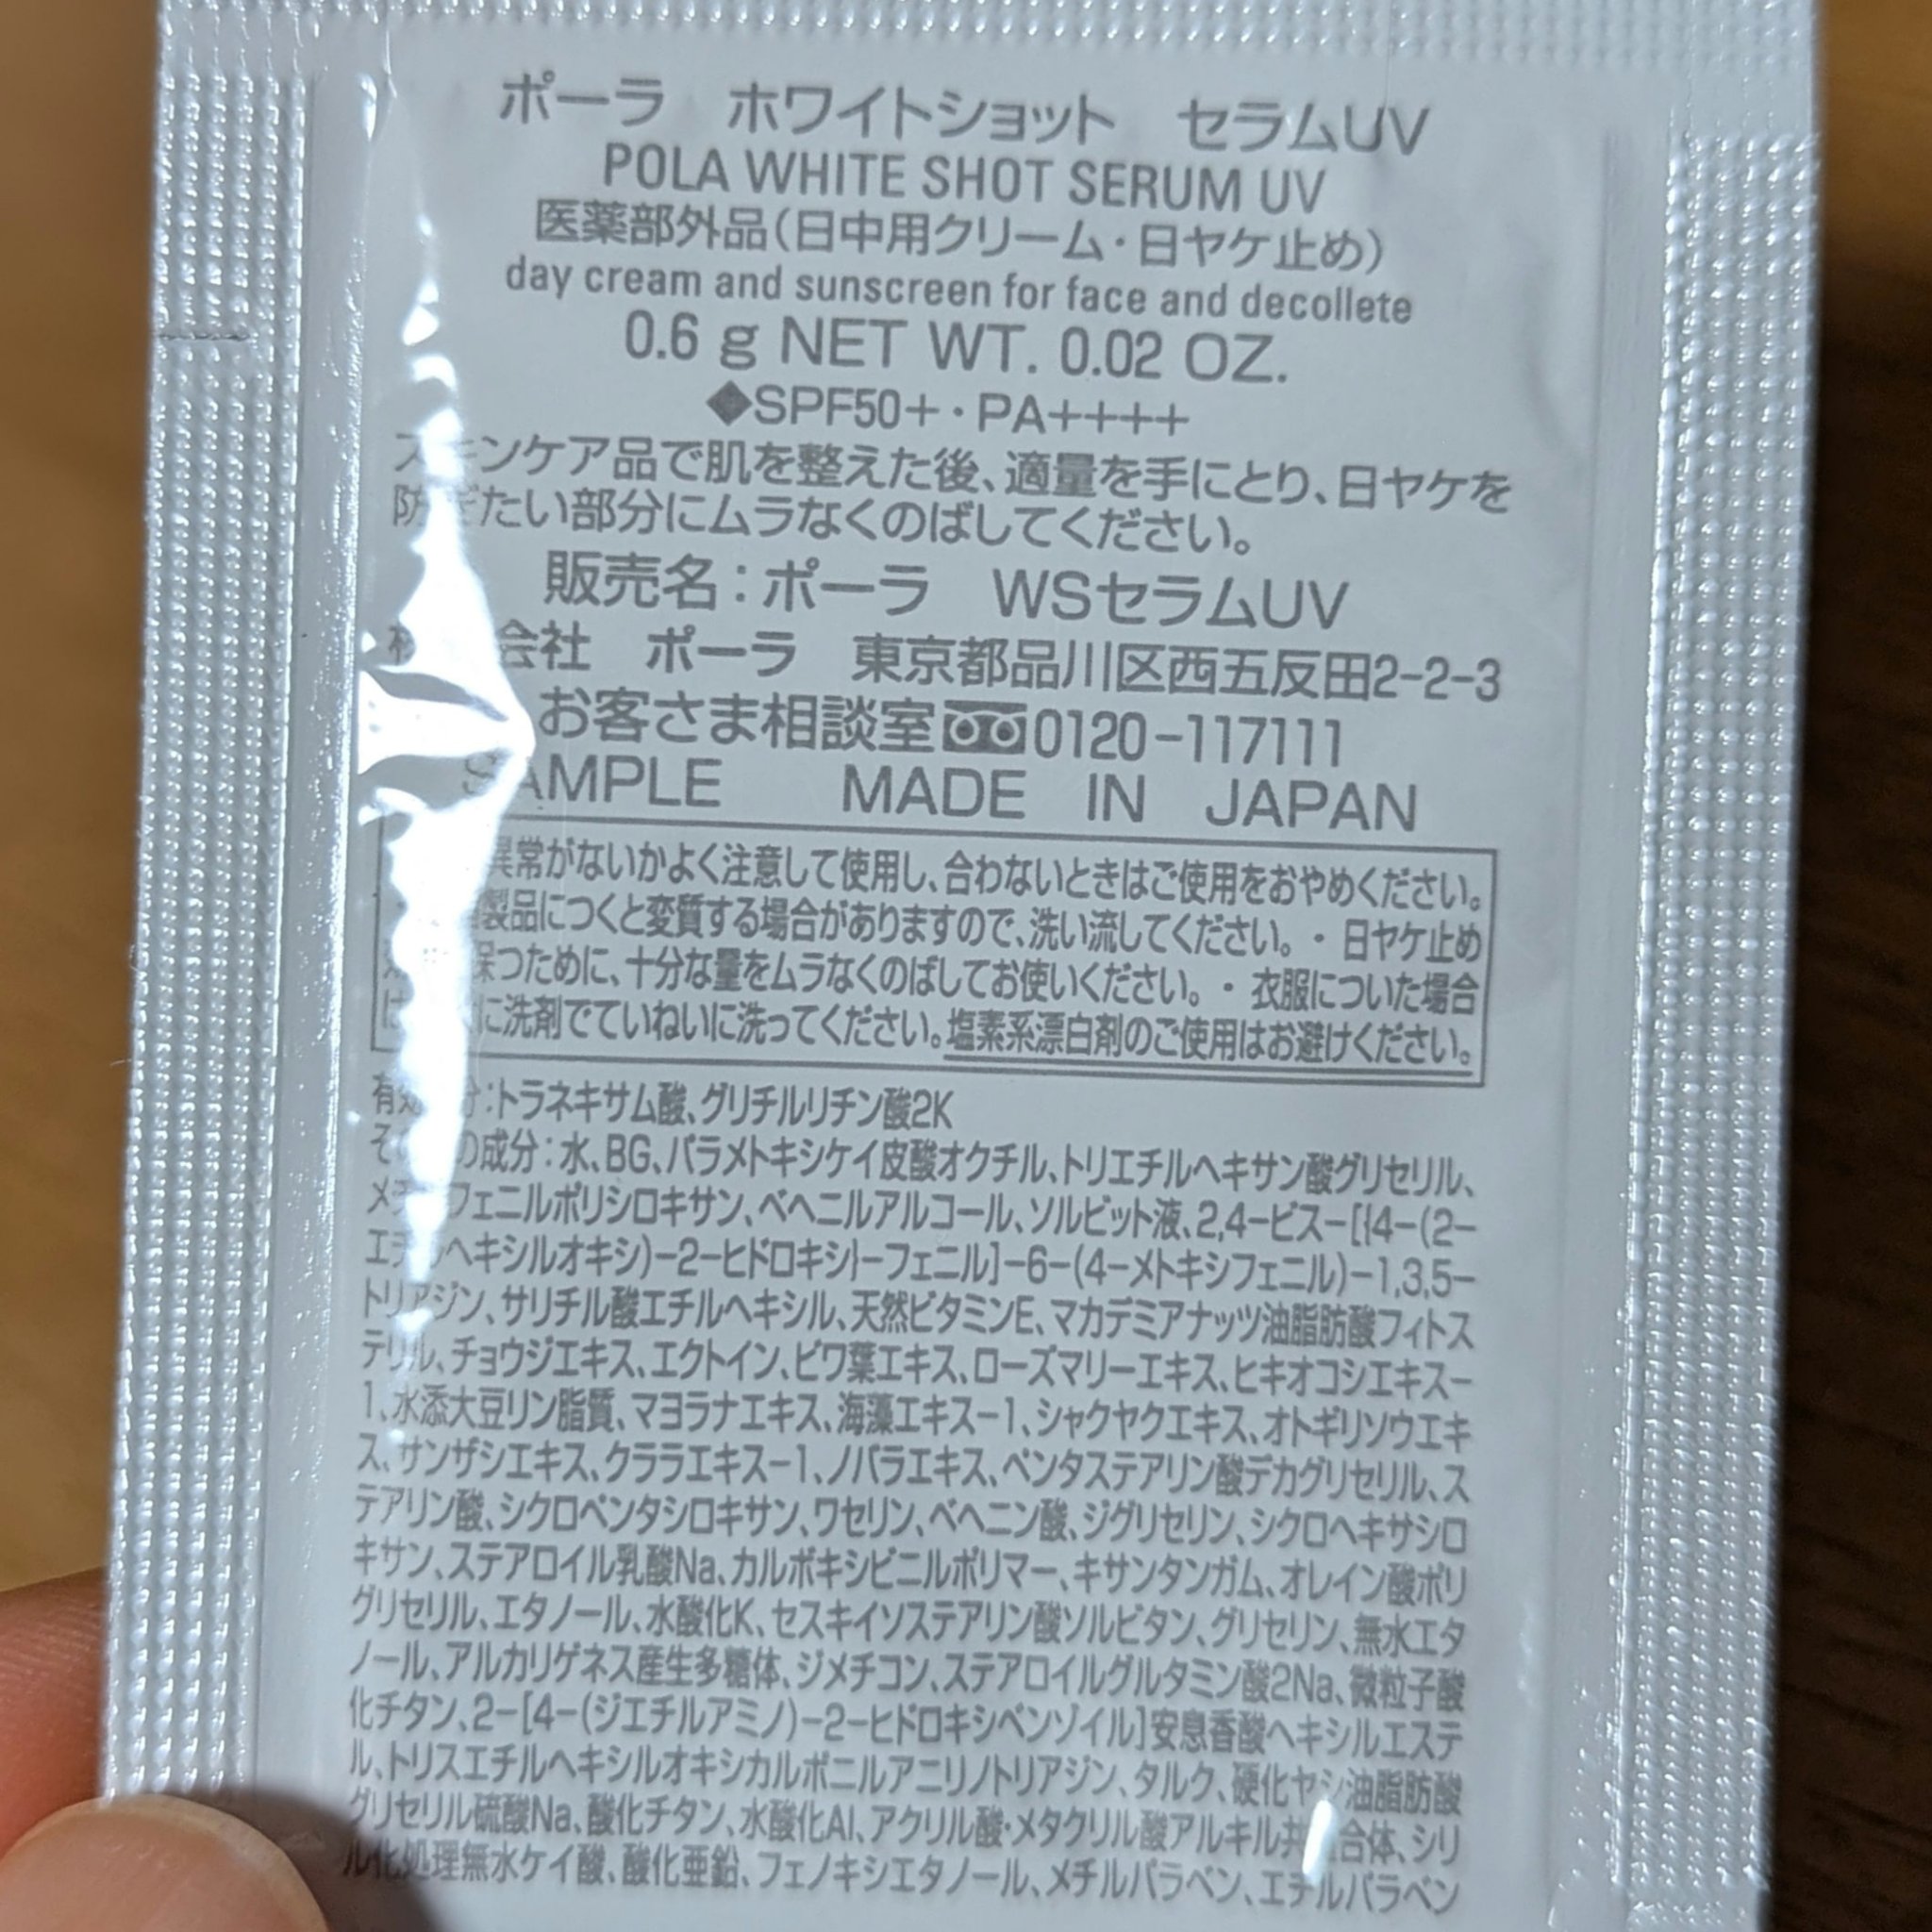 ポーラ　ホワイトショット　セラムUV
POLA WHITE SHOT SERUM UV
医薬部外品(日中用クリーム・日ヤケ止め)
day cream and sunscreen for face and decollete
0.6 g NET WT. 0.02 OZ.
◆SPF50+・PA++++
スキンケア品で肌を整えた後、適量を手にとり、日ヤケを
防ぎたい部分にムラなくのばしてください。
販売名：ポーラ　WSセラムUV
会社　ポーラ　東京都品川区西五反田2-2-3
お客さま相談室 0120-117111
SAMPLE　MADE IN JAPAN
異常がないかよく注意して使用し、合わないときはご使用をおやめください。
製品につくと変質する場合がありますので、洗い流してください。・日ヤケ止め
保つために、十分な量をムラなくのばしてお使いください。・衣服についた場合
に洗剤でていねいに洗ってください。塩素系漂白剤のご使用はお避けください。
有効成分：トラネキサム酸、グリチルリチン酸2K
その他の成分：水、BG、パラメトキシケイ皮酸オクチル、トリエチルヘキサン酸グリセリル、
メチルフェニルポリシロキサン、ベヘニルアルコール、ソルビット液、2,4-ビス-[{4-(2-
エチルヘキシルオキシ)-2-ヒドロキシ}-フェニル]-6-(4-メトキシフェニル)-1,3,5-
トリアジン、サリチル酸エチルヘキシル、天然ビタミンE、マカデミアナッツ油脂肪酸フィトス
テリル、チョウジエキス、エクトイン、ビワ葉エキス、ローズマリーエキス、ヒキオコシエキス-
1、水添大豆リン脂質、マヨラナエキス、海藻エキス-1、シャクヤクエキス、オトギリソウエキ
ス、サンザシエキス、クララエキス-1、ノバラエキス、ペンタステアリン酸デカグリセリル、ス
テアリン酸、シクロペンタシロキサン、ワセリン、ベヘニン酸、ジグリセリン、シクロヘキサシロ
キサン、ステアロイル乳酸Na、カルボキシビニルポリマー、キサンタンガム、オレイン酸ポリ
グリセリル、エタノール、水酸化K、セスキイソステアリン酸ソルビタン、グリセリン、無水エタ
ノール、アルカリゲネス産生多糖体、ジメチコン、ステアロイルグルタミン酸2Na、微粒子酸
化チタン、2-[4-(ジエチルアミノ)-2-ヒドロキシベンゾイル]安息香酸ヘキシルエステ
ル、トリスエチルヘキシルオキシカルボニルアニリノトリアジン、タルク、硬化ヤシ油脂肪酸
グリセリル硫酸Na、酸化チタン、水酸化Al、アクリル酸・メタクリル酸アルキル共重合体、シリ
ル化処理無水ケイ酸、酸化亜鉛、フェノキシエタノール、メチルパラベン、エチルパラベン